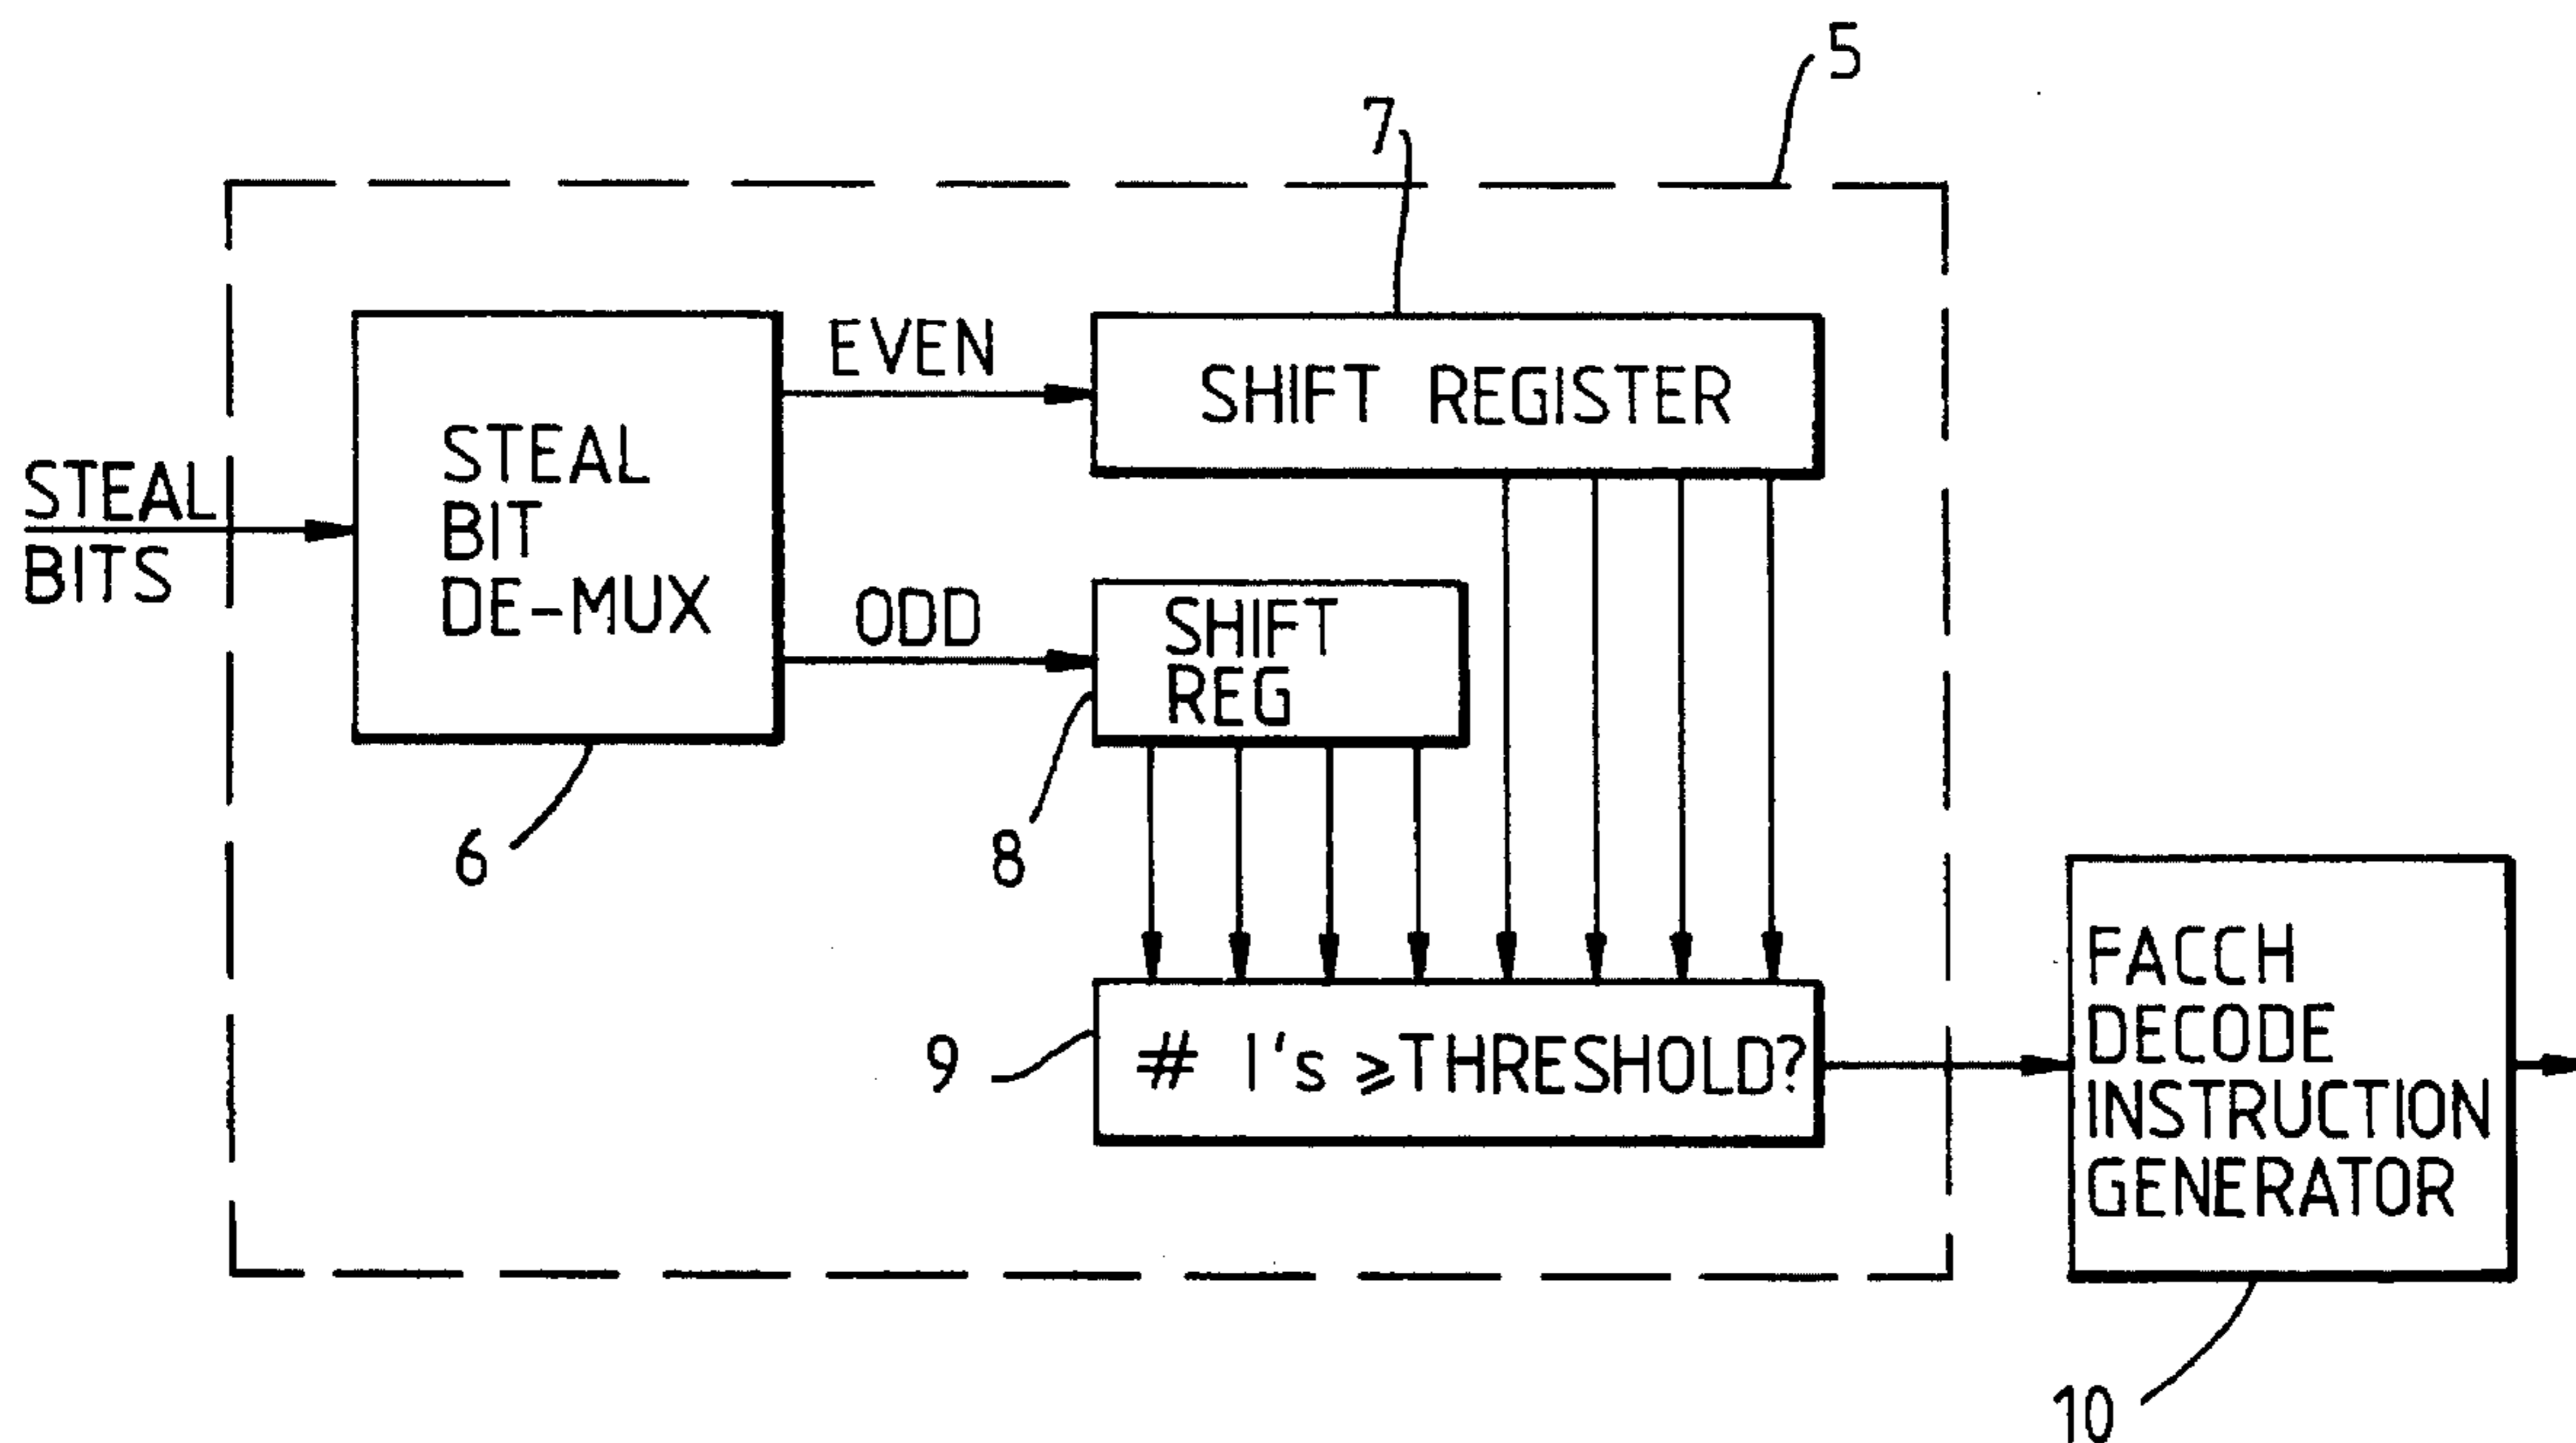 5
7
EVEN
SHIFT REGISTER
STEAL
BITS
STEAL
BIT
DE-MUX
ODD
SHIFT
REG
6
8
9
# 1's ⩾THRESHOLD?
FACCH
DECODE
INSTRUCTION
GENERATOR
10